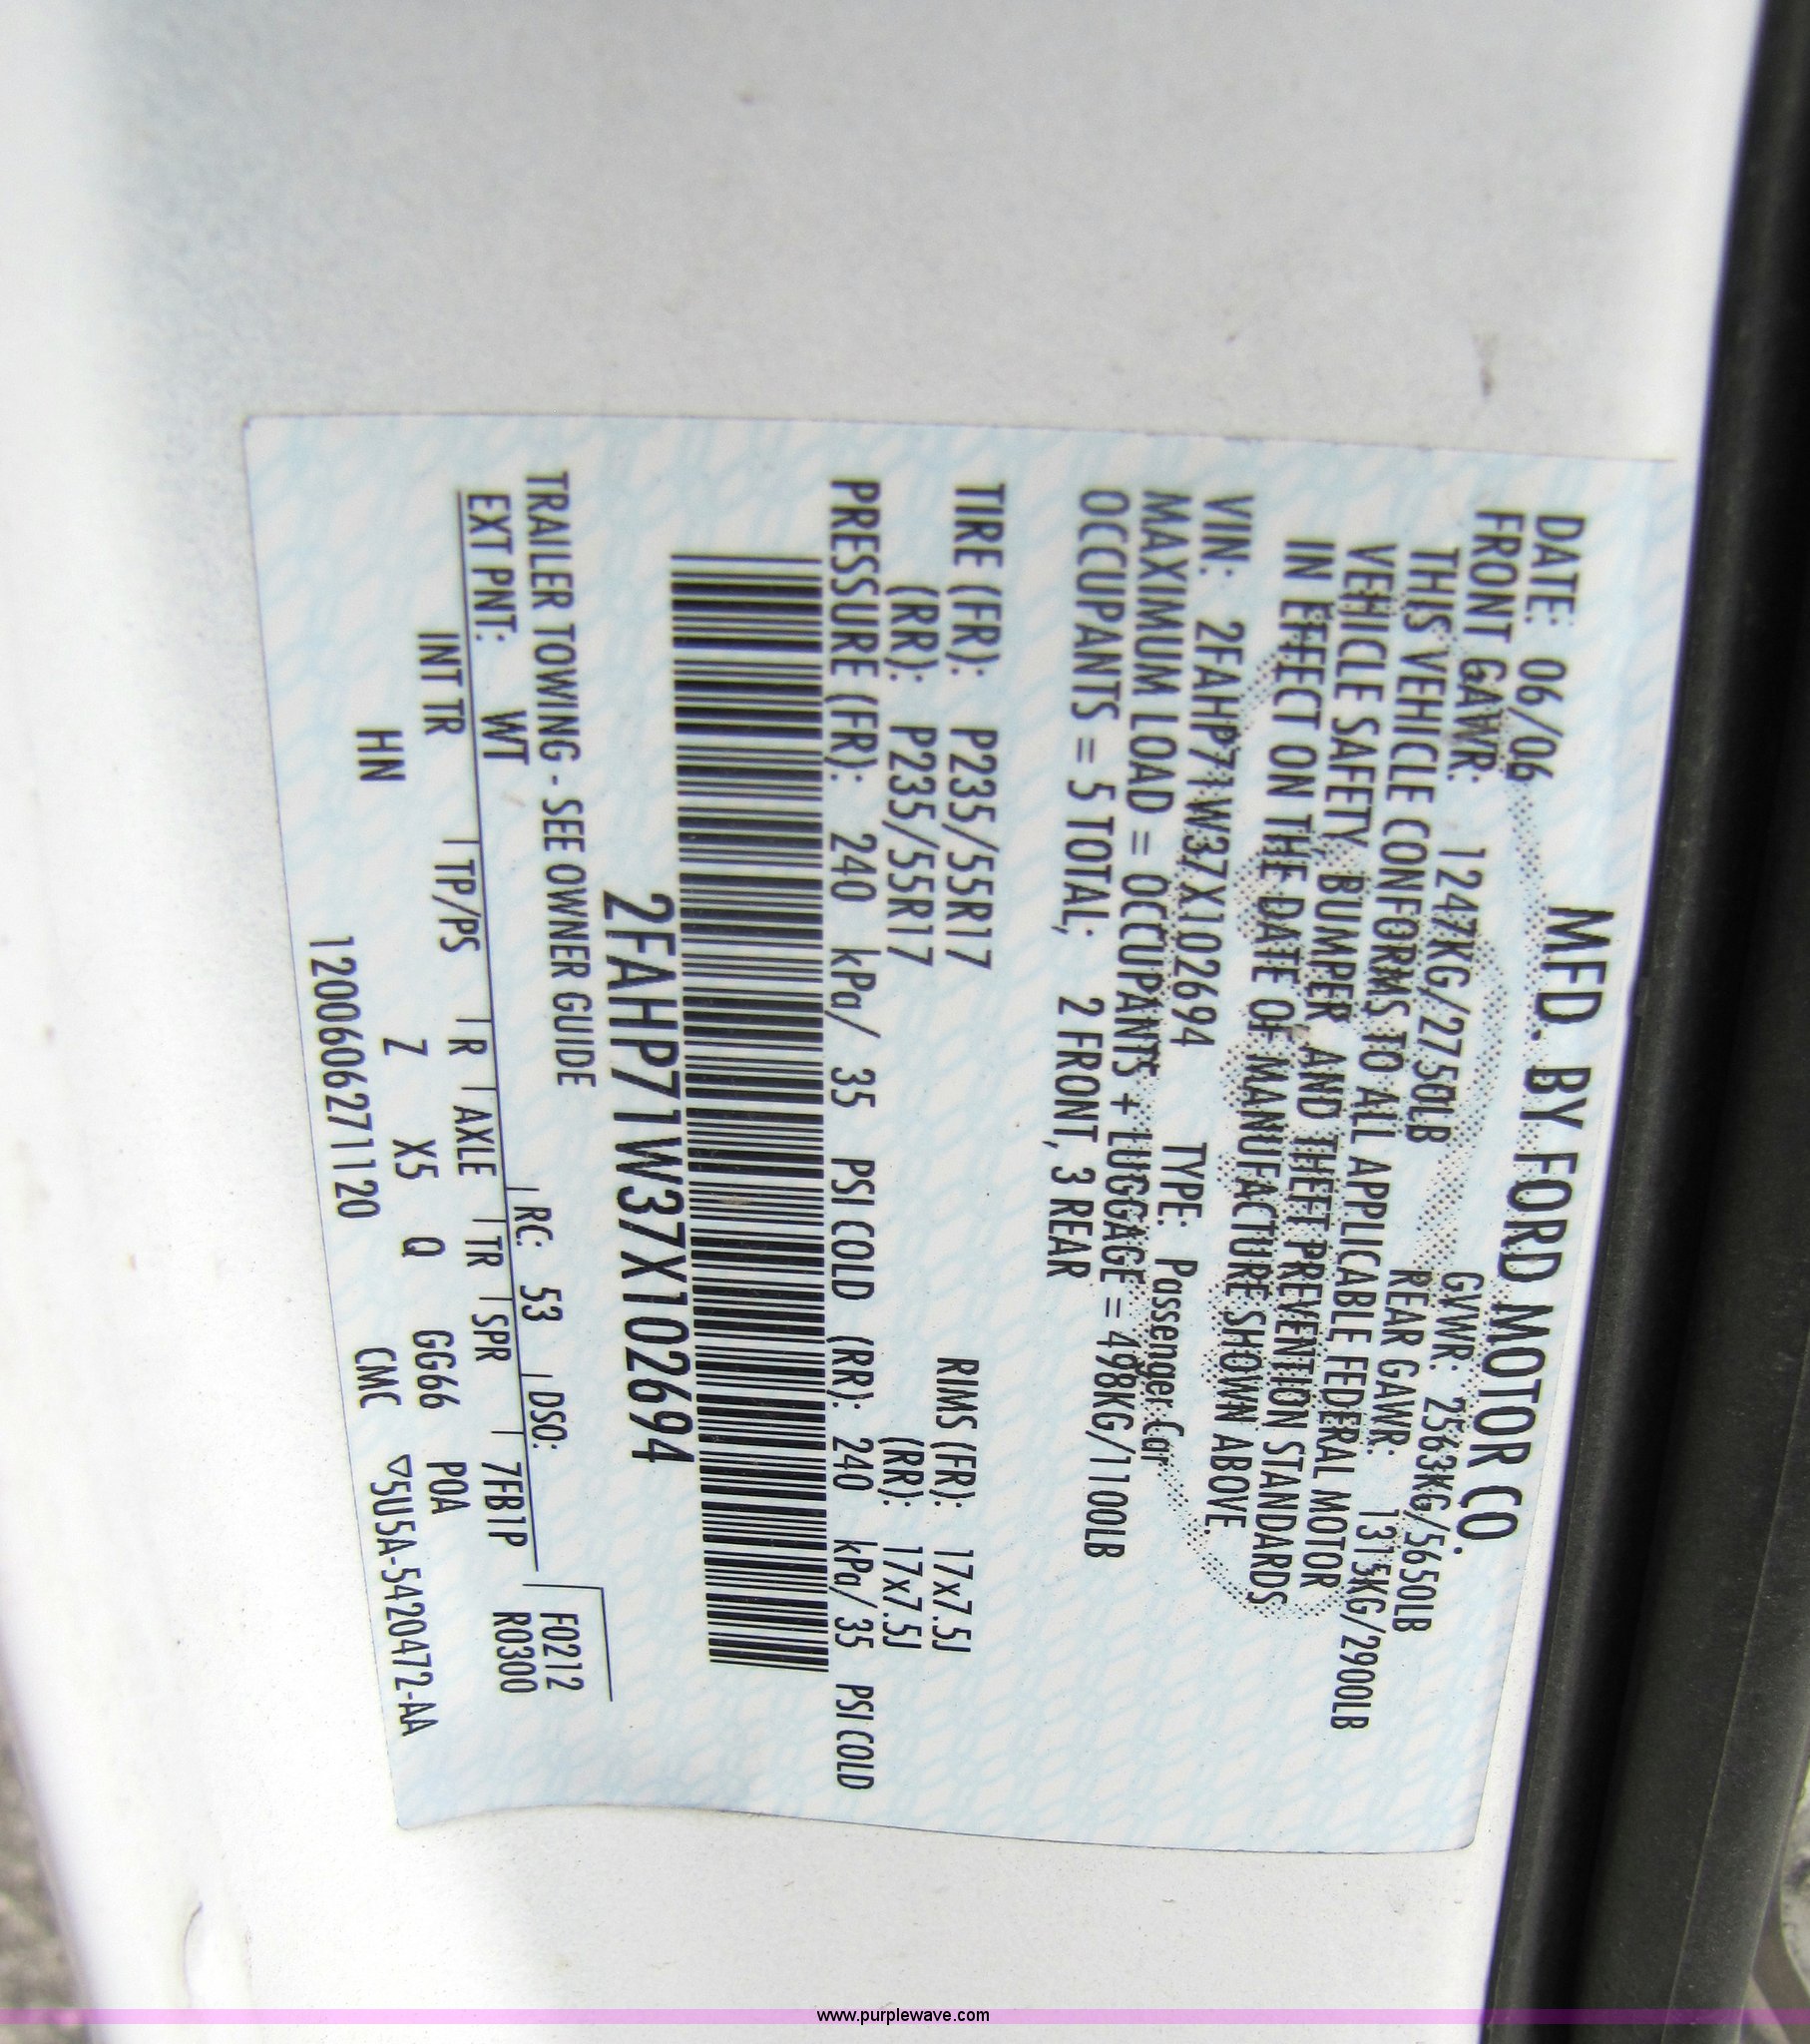 MFD. BY FORD MOTOR CO.
DATE: 06/06 GVWR: 2563KG/5650LB
FRONT GAWR: 1247KG/2750LB REAR GAWR: 1315KG/2900LB
THIS VEHICLE CONFORMS TO ALL APPLICABLE FEDERAL MOTOR
VEHICLE SAFETY, BUMPER, AND THEFT PREVENTION STANDARDS
IN EFFECT ON THE DATE OF MANUFACTURE SHOWN ABOVE.
VIN: 2FAHP71W37X102694 TYPE: Passenger Car
MAXIMUM LOAD = OCCUPANTS + LUGGAGE = 498KG/1100LB
OCCUPANTS = 5 TOTAL; 2 FRONT, 3 REAR
TIRE (FR): P235/55R17 RIMS (FR): 17x7.5J
(RR): P235/55R17 (RR): 17x7.5J
PRESSURE (FR): 240 kPa/ 35 PSI COLD (RR): 240 kPa/ 35 PSI COLD
2FAHP71W37X102694
TRAILER TOWING - SEE OWNER GUIDE
F0212
R0300
EXT PNT: WT RC: 53 DSO:
INT TR TP/PS R AXLE TR SPR 7FB1P
HN Z X5 Q GG66 POA
1200606271120 CMC ▽5U5A-5420472-AA
www.purplewave.com